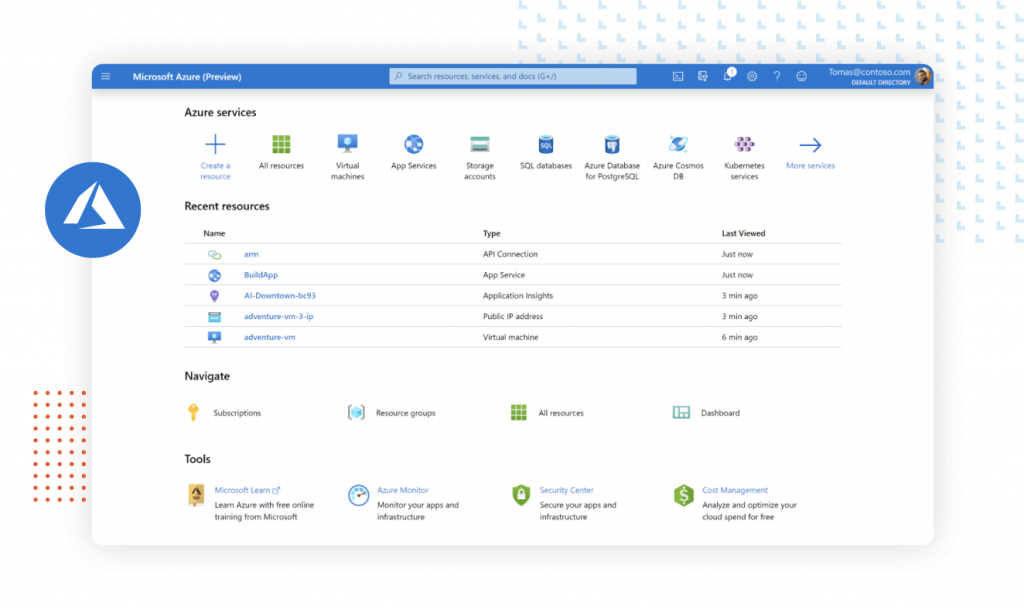 Microsoft Azure (Preview)
Search resources, services, and docs (G+/)
1
Tomas@contoso.com
DEFAULT DIRECTORY
Azure services
Create a
resource
All resources
Virtual
machines
App Services
Storage
accounts
SQL
SQL databases
Azure Database
for PostgreSQL
Azure Cosmos
DB
Kubernetes
services
More services
Recent resources
Name Type Last Viewed
arm API Connection Just now
BuildApp App Service Just now
AI-Downtown-bc93 Application Insights 3 min ago
adventure-vm-3-ip Public IP address 3 min ago
adventure-vm Virtual machine 6 min ago
Navigate
Subscriptions Resource groups All resources Dashboard
Tools
Microsoft Learn
Learn Azure with free online
training from Microsoft
Azure Monitor
Monitor your apps and
infrastructure
Security Center
Secure your apps and
infrastructure
$
Cost Management
Analyze and optimize your
cloud spend for free